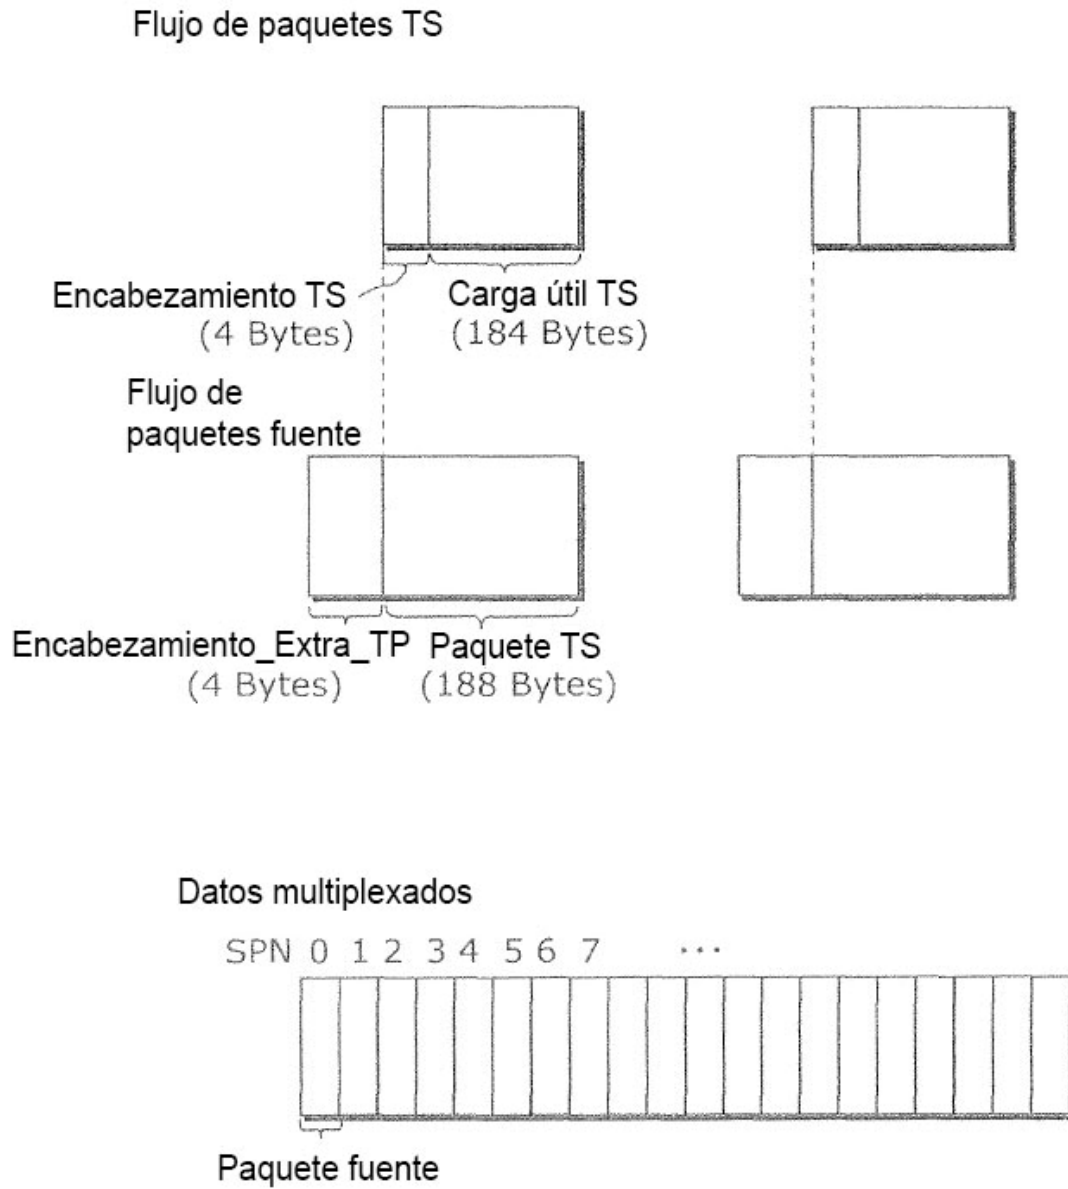 Flujo de paquetes TS
Encabezamiento TS
(4 Bytes)
Carga útil TS
(184 Bytes)
Flujo de
paquetes fuente
Encabezamiento_Extra_TP
(4 Bytes)
Paquete TS
(188 Bytes)
Datos multiplexados
SPN 0 1 2 3 4 5 6 7 ...
Paquete fuente